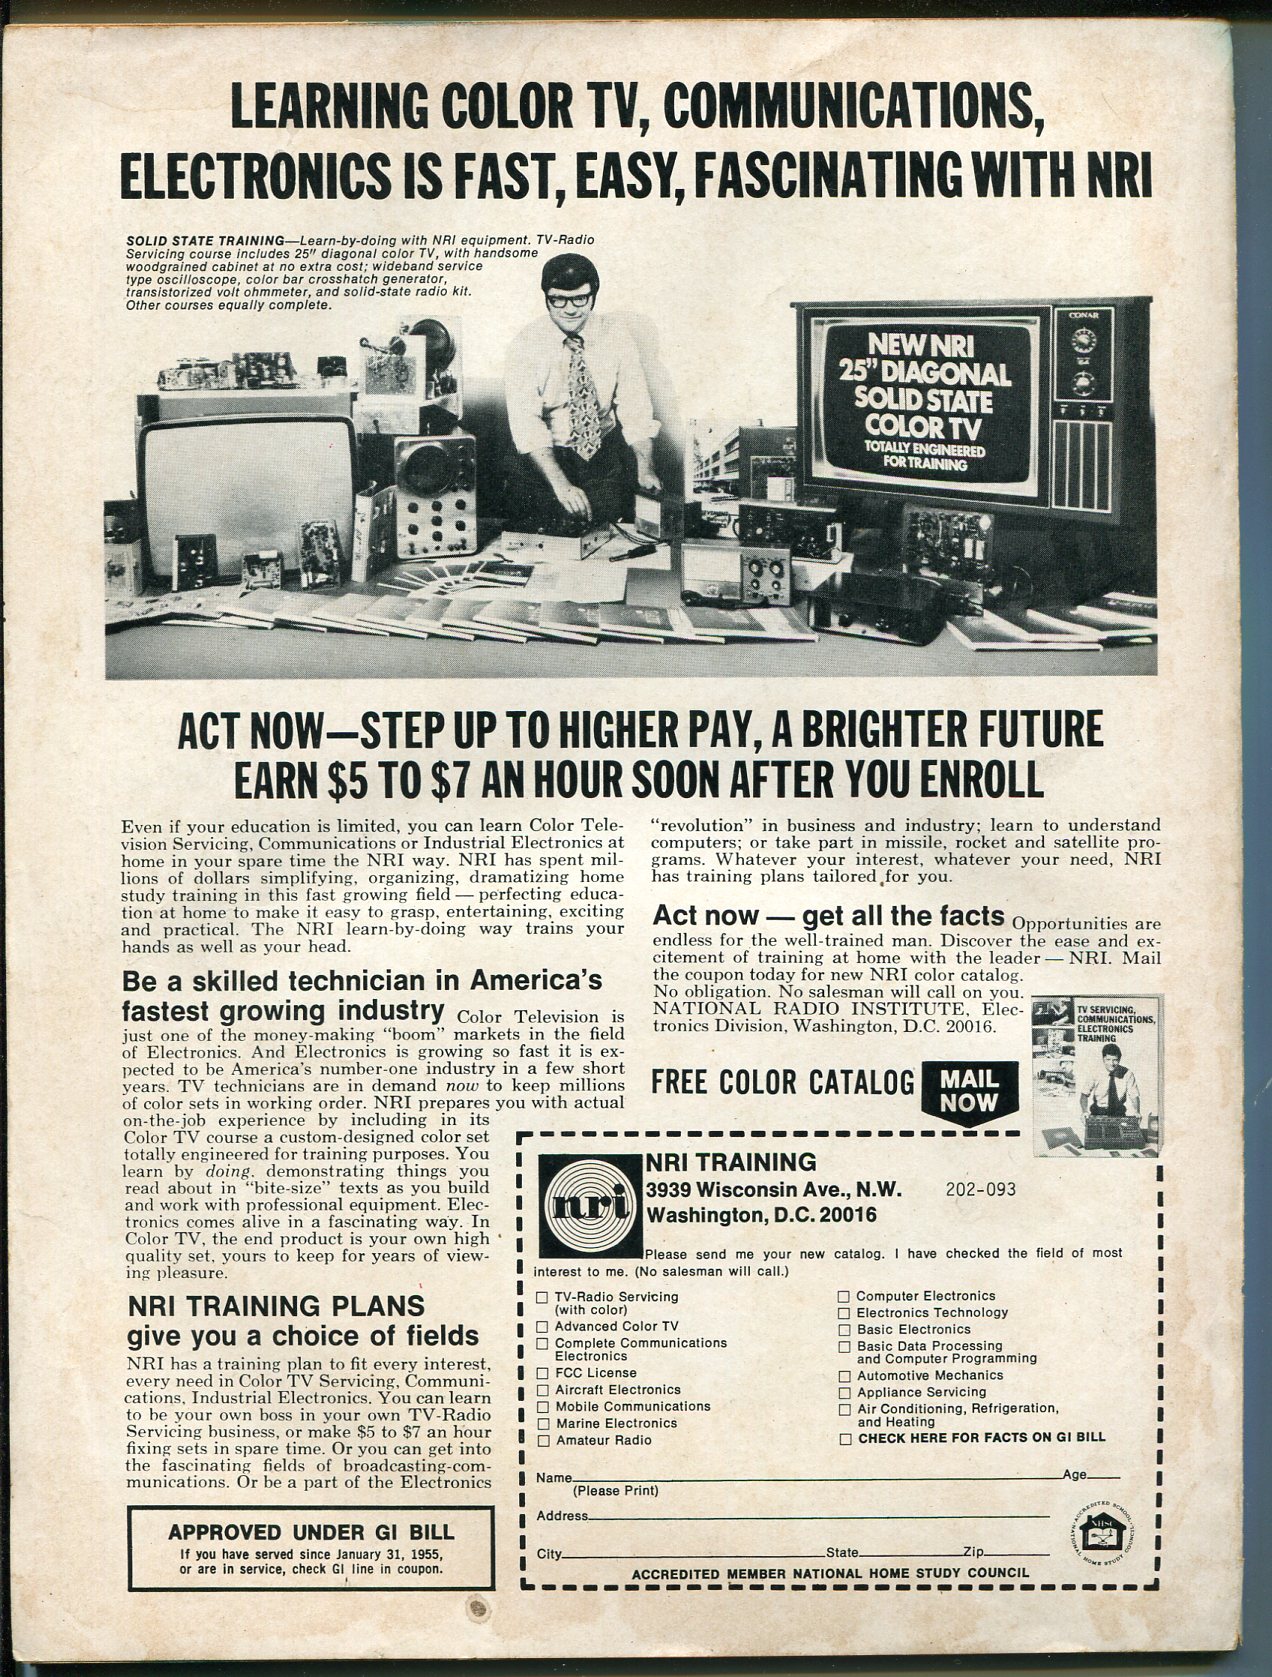 LEARNING COLOR TV, COMMUNICATIONS,
ELECTRONICS IS FAST, EASY, FASCINATING WITH NRI
SOLID STATE TRAINING—Learn-by-doing with NRI equipment. TV-Radio
Servicing course includes 25" diagonal color TV, with handsome
woodgrained cabinet at no extra cost; wideband service
type oscilloscope, color bar crosshatch generator,
transistorized volt ohmmeter, and solid-state radio kit.
Other courses equally complete.
CONAR
NEW NRI
25" DIAGONAL
SOLID STATE
COLOR TV
TOTALLY ENGINEERED
FOR TRAINING
ACT NOW—STEP UP TO HIGHER PAY, A BRIGHTER FUTURE
EARN $5 TO $7 AN HOUR SOON AFTER YOU ENROLL
Even if your education is limited, you can learn Color Tele-
vision Servicing, Communications or Industrial Electronics at
home in your spare time the NRI way. NRI has spent mil-
lions of dollars simplifying, organizing, dramatizing home
study training in this fast growing field — perfecting educa-
tion at home to make it easy to grasp, entertaining, exciting
and practical. The NRI learn-by-doing way trains your
hands as well as your head.
Be a skilled technician in America's
fastest growing industry Color Television is
just one of the money-making "boom" markets in the field
of Electronics. And Electronics is growing so fast it is ex-
pected to be America's number-one industry in a few short
years. TV technicians are in demand now to keep millions
of color sets in working order. NRI prepares you with actual
on-the-job experience by including in its
Color TV course a custom-designed color set
totally engineered for training purposes. You
learn by doing, demonstrating things you
read about in "bite-size" texts as you build
and work with professional equipment. Elec-
tronics comes alive in a fascinating way. In
Color TV, the end product is your own high
quality set, yours to keep for years of view-
ing pleasure.
NRI TRAINING PLANS
give you a choice of fields
NRI has a training plan to fit every interest,
every need in Color TV Servicing, Communi-
cations, Industrial Electronics. You can learn
to be your own boss in your own TV-Radio
Servicing business, or make $5 to $7 an hour
fixing sets in spare time. Or you can get into
the fascinating fields of broadcasting-com-
munications. Or be a part of the Electronics
APPROVED UNDER GI BILL
If you have served since January 31, 1955,
or are in service, check GI line in coupon.
"revolution" in business and industry; learn to understand
computers; or take part in missile, rocket and satellite pro-
grams. Whatever your interest, whatever your need, NRI
has training plans tailored for you.
Act now — get all the facts Opportunities are
endless for the well-trained man. Discover the ease and ex-
citement of training at home with the leader — NRI. Mail
the coupon today for new NRI color catalog.
No obligation. No salesman will call on you.
NATIONAL RADIO INSTITUTE, Elec-
tronics Division, Washington, D.C. 20016.
TV SERVICING,
COMMUNICATIONS,
ELECTRONICS
TRAINING
FREE COLOR CATALOG
MAIL
NOW
nri
NRI TRAINING
3939 Wisconsin Ave., N.W. 202-093
Washington, D.C. 20016
Please send me your new catalog. I have checked the field of most
interest to me. (No salesman will call.)
TV-Radio Servicing
(with color)
Advanced Color TV
Complete Communications
Electronics
FCC License
Aircraft Electronics
Mobile Communications
Marine Electronics
Amateur Radio
Computer Electronics
Electronics Technology
Basic Electronics
Basic Data Processing
and Computer Programming
Automotive Mechanics
Appliance Servicing
Air Conditioning, Refrigeration,
and Heating
CHECK HERE FOR FACTS ON GI BILL
Name Age
(Please Print)
Address
City State Zip
ACCREDITED SCHOOL
NATIONAL HOME STUDY COUNCIL
NHSC
ACCREDITED MEMBER NATIONAL HOME STUDY COUNCIL